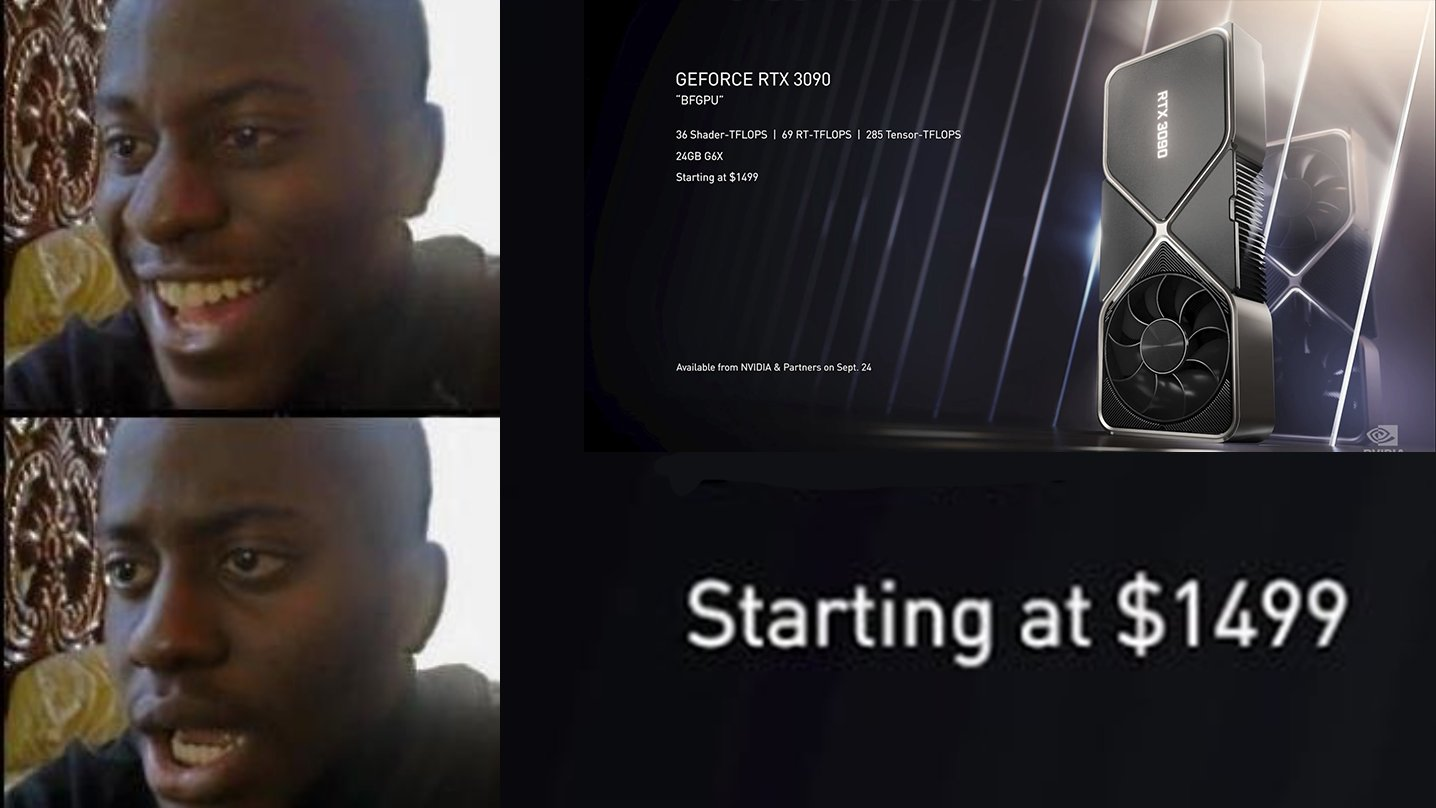 GEFORCE RTX 3090
"BFGPU"
36 Shader-TFLOPS | 69 RT-TFLOPS | 285 Tensor-TFLOPS
24GB G6X
Starting at $1499
Available from NVIDIA & Partners on Sept. 24
RTX 3090
NVIDIA
Starting at $1499